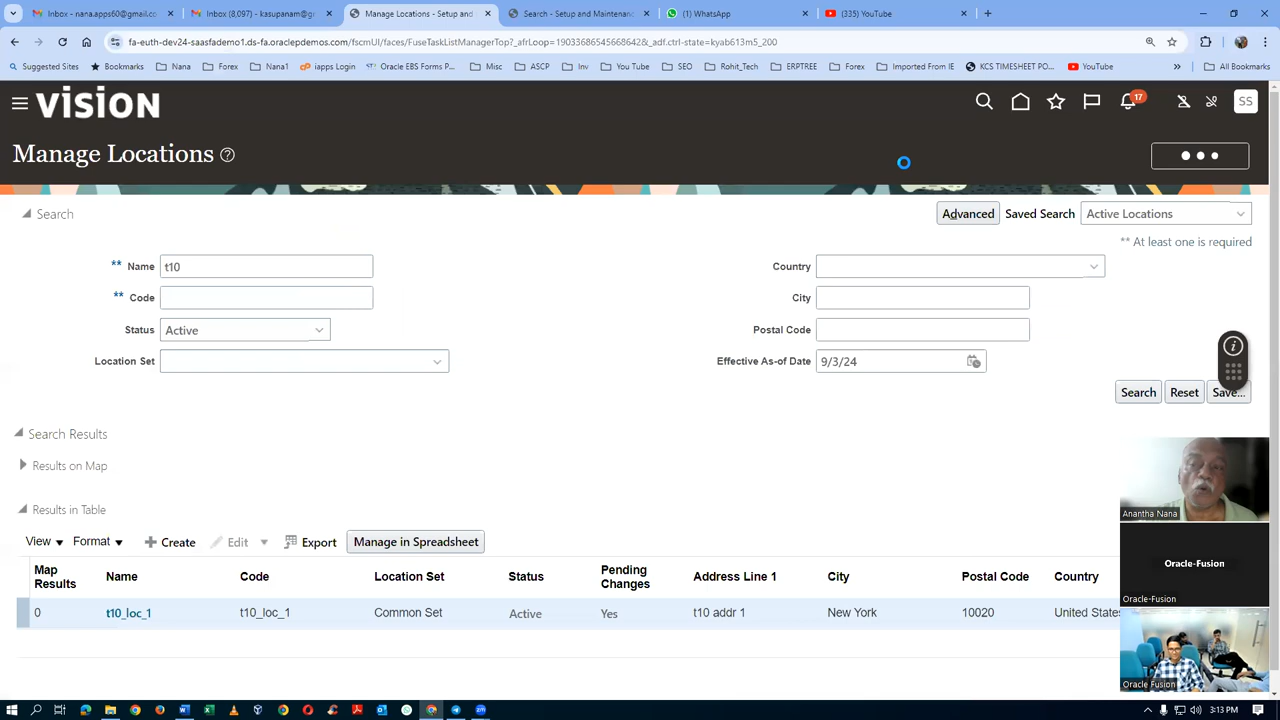 Inbox - nana.apps60@gmail.co
Inbox (8,097) - kasupanam@g
Manage Locations - Setup and
Search - Setup and Maintenanc
(1) WhatsApp
(335) YouTube
fa-euth-dev24-saasfademo1.ds-fa.oraclepdemos.com/fscmUI/faces/FuseTaskListManagerTop?_afrLoop=19033686545668642&_adf.ctrl-state=kyab613m5_200
Suggested Sites
Bookmarks
Nana
Forex
Nana1
iapps Login
Oracle EBS Forms P...
Misc
ASCP
Inv
You Tube
SEO
Rohit_Tech
ERPTREE
Forex
Imported From IE
KCS TIMESHEET PO...
YouTube
All Bookmarks
VISION
17
SS
Manage Locations
Search
Advanced
Saved Search
Active Locations
** At least one is required
** Name t10
Country
** Code
City
Status Active
Postal Code
Location Set
Effective As-of Date 9/3/24
Search
Reset
Save...
Search Results
Results on Map
Results in Table
View
Format
Create
Edit
Export
Manage in Spreadsheet
Map Results
Name
Code
Location Set
Status
Pending Changes
Address Line 1
City
Postal Code
Country
0 t10_loc_1 t10_loc_1 Common Set Active Yes t10 addr 1 New York 10020 United States
Anantha Nana
Oracle-Fusion
Oracle-Fusion
Oracle Fusion
3:13 PM